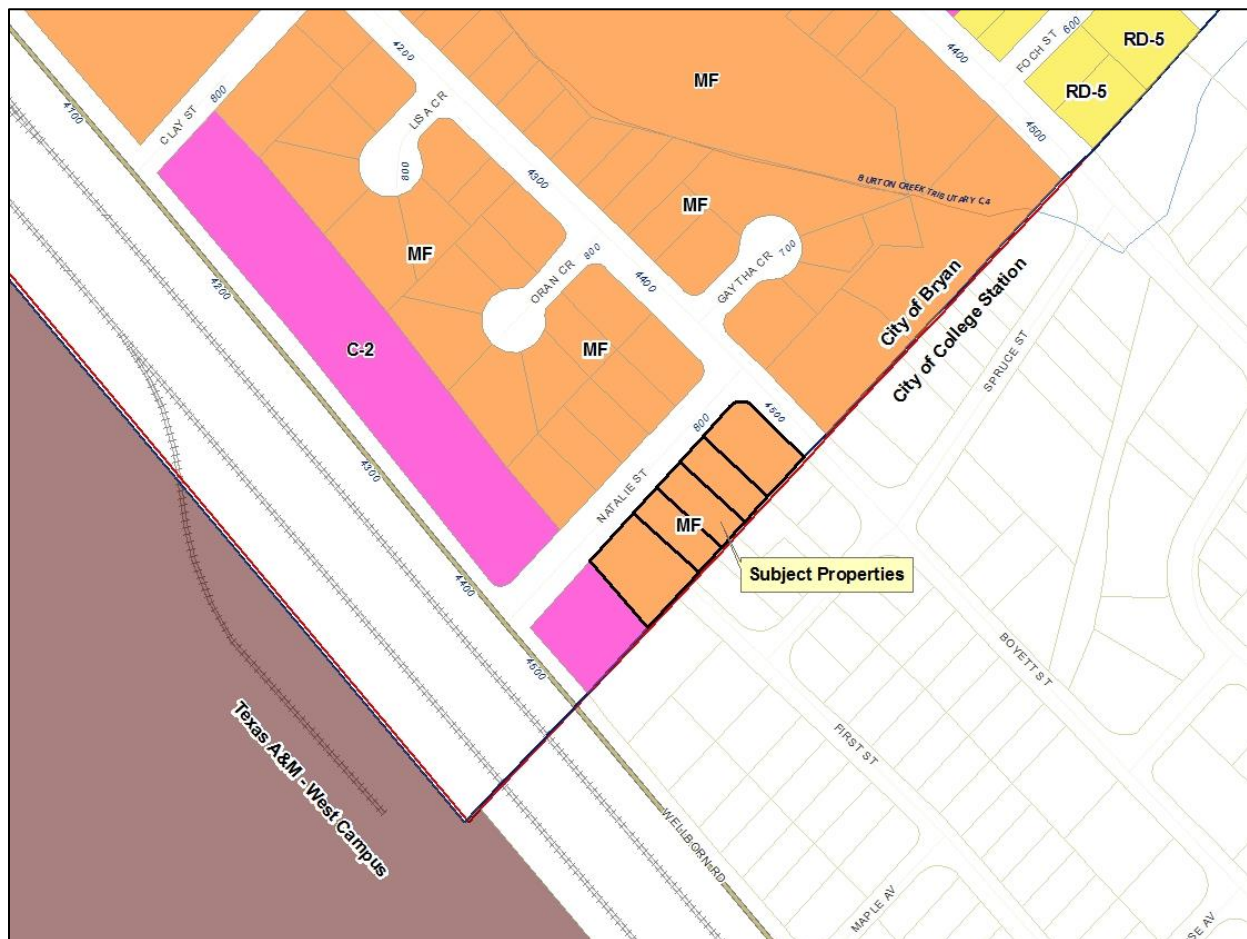 4200
4400
FOCH ST
600
RD-5
RD-5
MF
4100
CLAY ST
800
LISA CR
800
4500
4300
BURTON CREEK TRIBUTARY C4
MF
MF
4200
ORAN CR
800
GAYTHA CR
700
4400
City of Bryan
City of College Station
SPRUCE ST
C-2
MF
4300
NATALIE ST
800
4500
MF
Subject Properties
4400
4500
BOYETT ST
Texas A&M - West Campus
FIRST ST
WELLBORN RD
MAPLE AV
SE AV